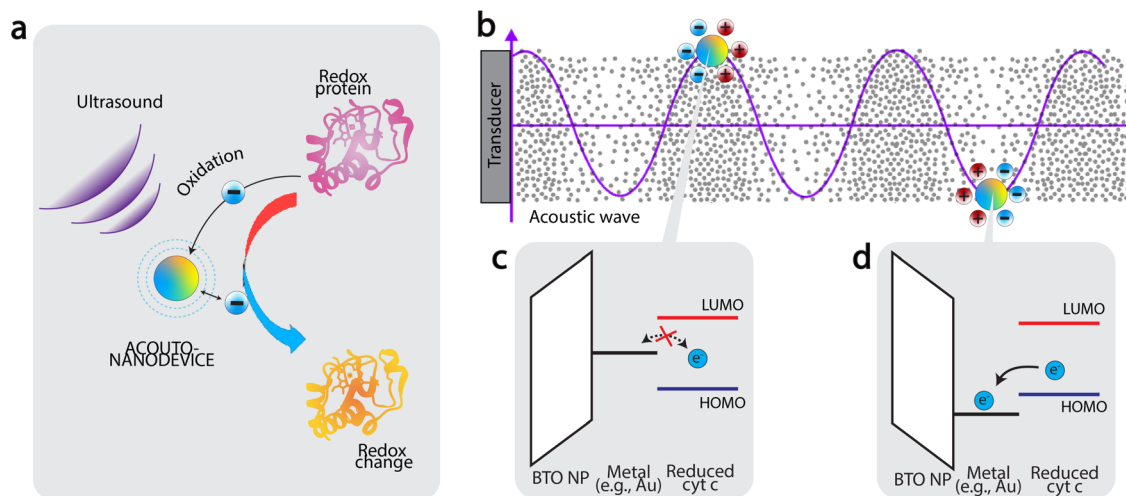 a
Ultrasound
Redox
protein
Oxidation
−
−
ACOUTO-
NANODEVICE
Redox
change
b
Transducer
− +
− +
− +
+ −
+ −
+ −
Acoustic wave
c
LUMO
e-
HOMO
BTO NP
Metal
(e.g., Au)
Reduced
cyt c
d
LUMO
e-
e-
HOMO
BTO NP
Metal
(e.g., Au)
Reduced
cyt c